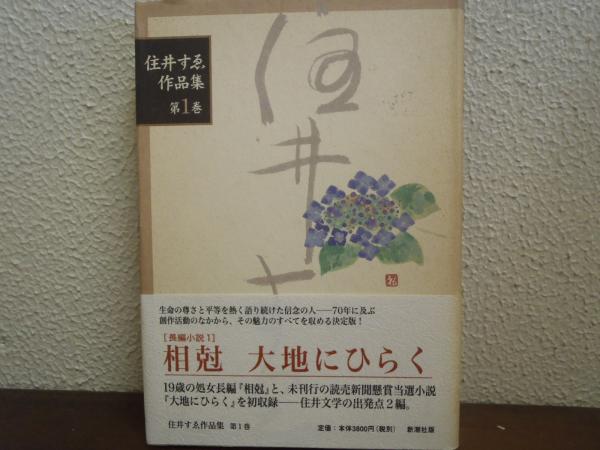 住井すゑ
作品集
第1巻
住井す
生命の尊さと平等を熱く語り続けた信念の人──70年に及ぶ
創作活動のなかから、その魅力のすべてを収める決定版！
［長編小説1］
相尅 大地にひらく
19歳の処女長編『相尅』と、未刊行の読売新聞懸賞当選小説
『大地にひらく』を初収録──住井文学の出発点2編。
住井すゑ作品集 第1巻
定価：本体3800円（税別） 新潮社版